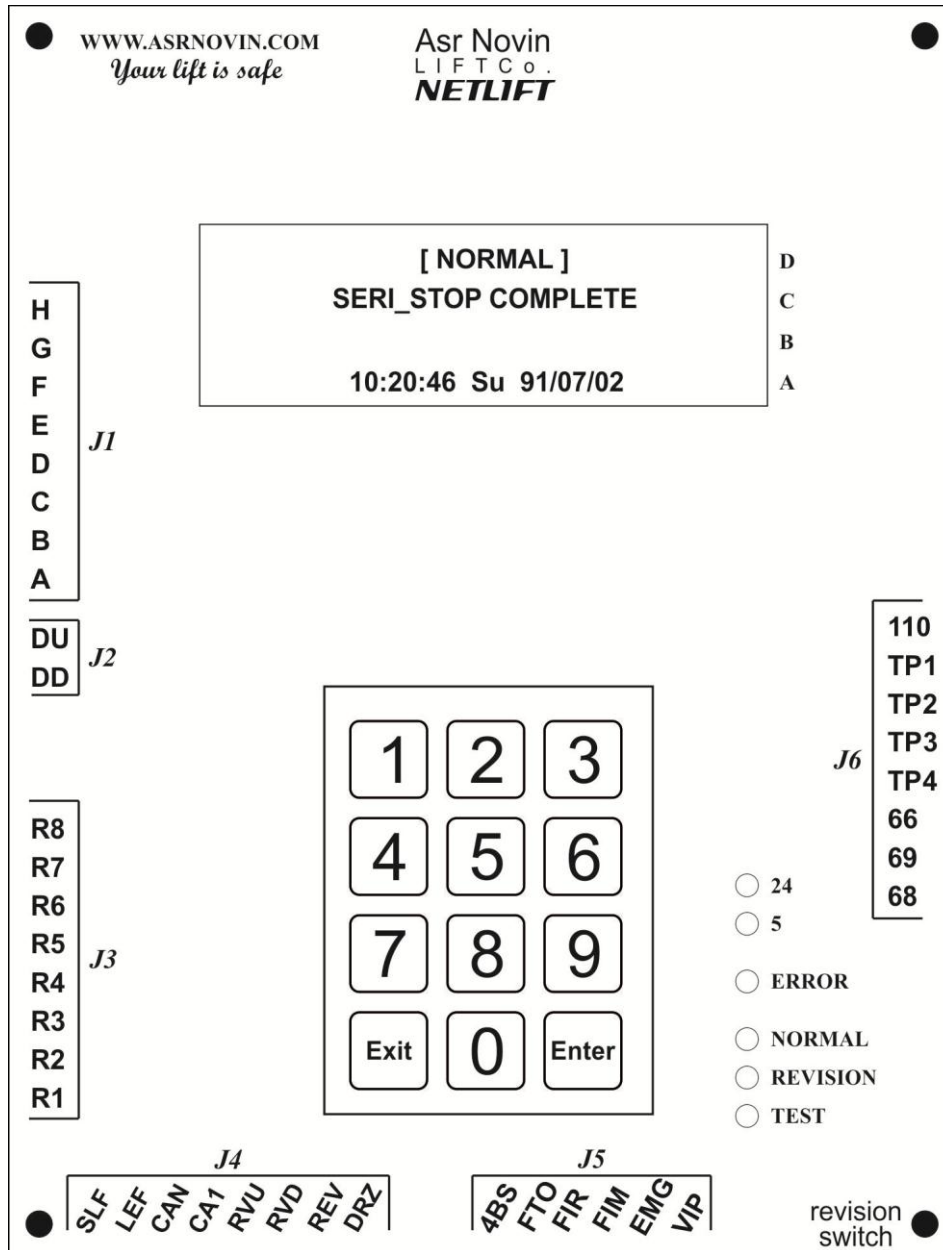 WWW.ASRNOVIN.COM
Your lift is safe
Asr Novin
LIFTCo.
NETLIFT
[ NORMAL ]
SERI_STOP COMPLETE
10:20:46 Su 91/07/02
D
C
B
A
H
G
F
E
D
C
B
A
J1
DU
DD
J2
R8
R7
R6
R5
R4
R3
R2
R1
J3
1 2 3
4 5 6
7 8 9
Exit 0 Enter
110
TP1
TP2
TP3
TP4
66
69
68
J6
24
5
ERROR
NORMAL
REVISION
TEST
J4
SLF LEF CAN CA1 RVU RVD REV DRZ
J5
4BS FTO FIR FIM EMG VIP
revision
switch